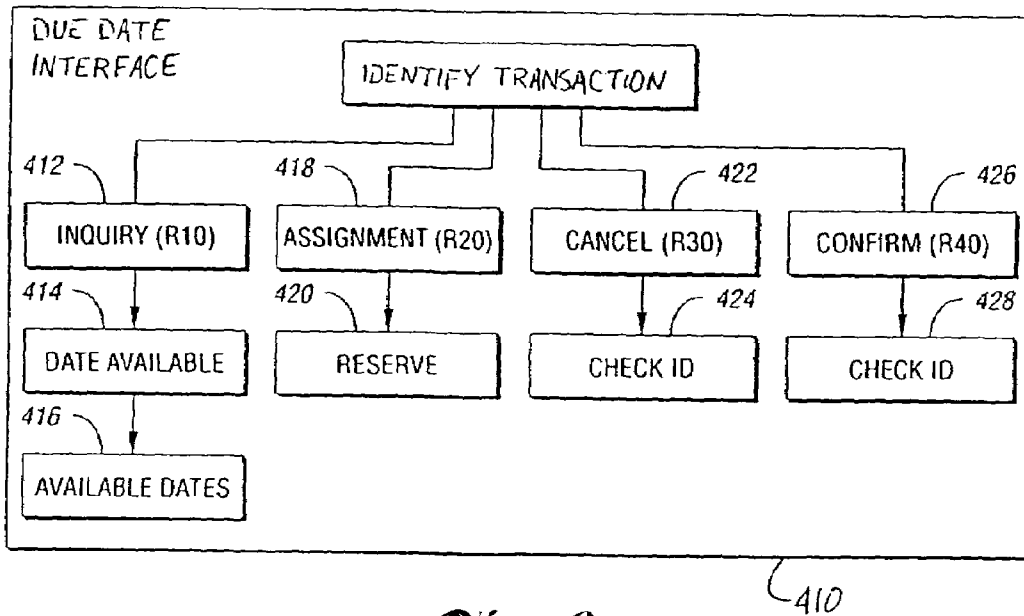 DUE DATE
INTERFACE
IDENTIFY TRANSACTION
412
418
422
426
INQUIRY (R10)
ASSIGNMENT (R20)
CANCEL (R30)
CONFIRM (R40)
414
420
424
428
DATE AVAILABLE
RESERVE
CHECK ID
CHECK ID
416
AVAILABLE DATES
410